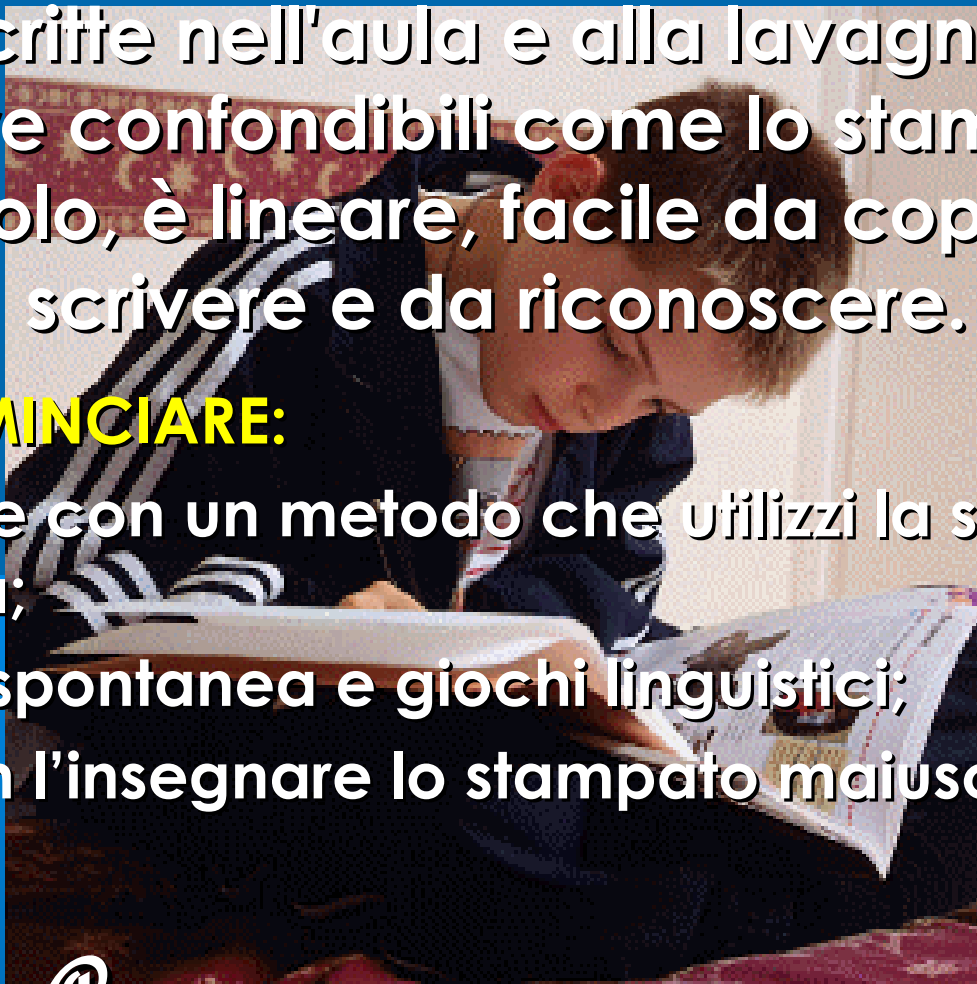 critte nell'aula e alla lavagn
e confondibili come lo stam
olo, è lineare, facile da cop
scrivere e da riconoscere.
MINCIARE:
e con un metodo che utilizzi la s
a;
spontanea e giochi linguistici;
n l’insegnare lo stampato maiusc
@